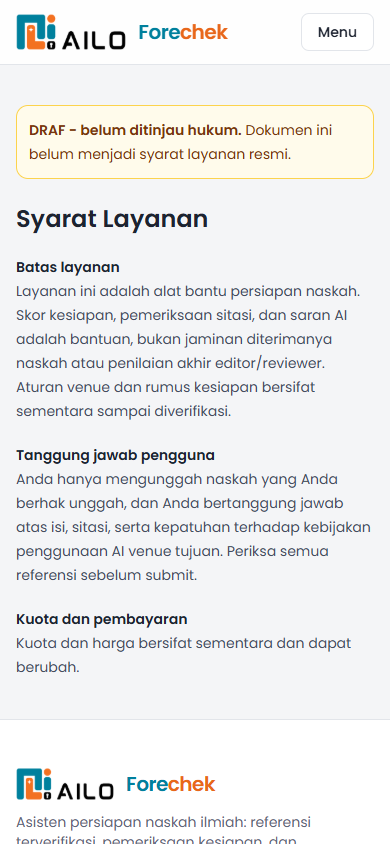 AILO Forechek Menu
DRAF - belum ditinjau hukum. Dokumen ini
belum menjadi syarat layanan resmi.
Syarat Layanan
Batas layanan
Layanan ini adalah alat bantu persiapan naskah.
Skor kesiapan, pemeriksaan sitasi, dan saran AI
adalah bantuan, bukan jaminan diterimanya
naskah atau penilaian akhir editor/reviewer.
Aturan venue dan rumus kesiapan bersifat
sementara sampai diverifikasi.
Tanggung jawab pengguna
Anda hanya mengunggah naskah yang Anda
berhak unggah, dan Anda bertanggung jawab
atas isi, sitasi, serta kepatuhan terhadap kebijakan
penggunaan AI venue tujuan. Periksa semua
referensi sebelum submit.
Kuota dan pembayaran
Kuota dan harga bersifat sementara dan dapat
berubah.
AILO Forechek
Asisten persiapan naskah ilmiah: referensi
terverifikasi, pemeriksaan kesiapan, dan